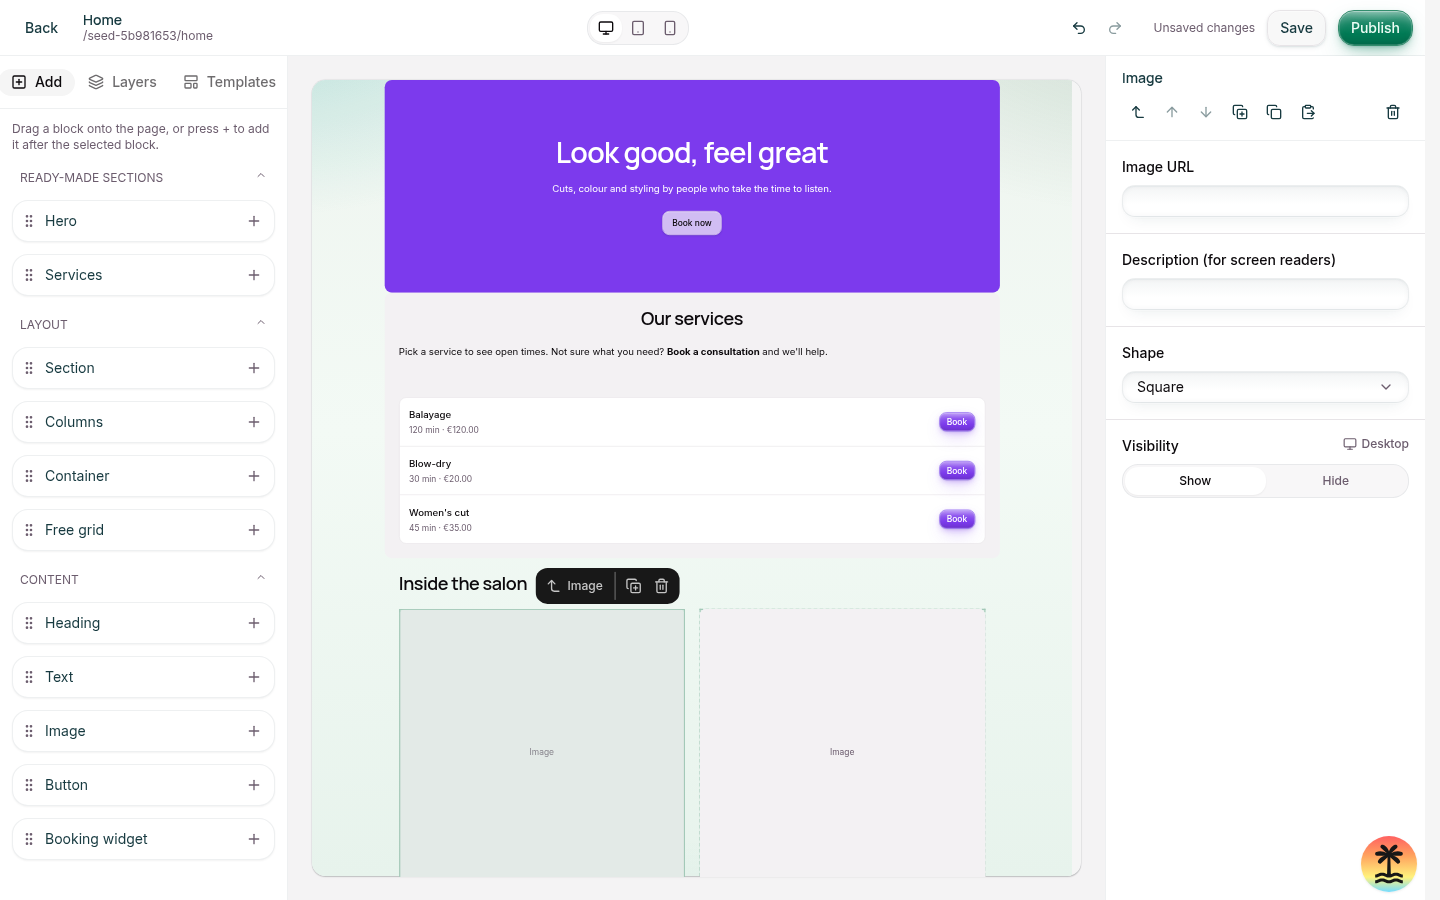 Back
Home
/seed-5b981653/home
Unsaved changes
Save
Publish
Add
Layers
Templates
Drag a block onto the page, or press + to add
it after the selected block.
READY-MADE SECTIONS
Hero
Services
LAYOUT
Section
Columns
Container
Free grid
CONTENT
Heading
Text
Image
Button
Booking widget
Look good, feel great
Cuts, colour and styling by people who take the time to listen.
Book now
Our services
Pick a service to see open times. Not sure what you need? Book a consultation and we'll help.
Balayage
120 min · €120.00
Book
Blow-dry
30 min · €20.00
Book
Women's cut
45 min · €35.00
Book
Inside the salon
Image
Image
Image
Image
Image URL
Description (for screen readers)
Shape
Square
Visibility
Desktop
Show
Hide